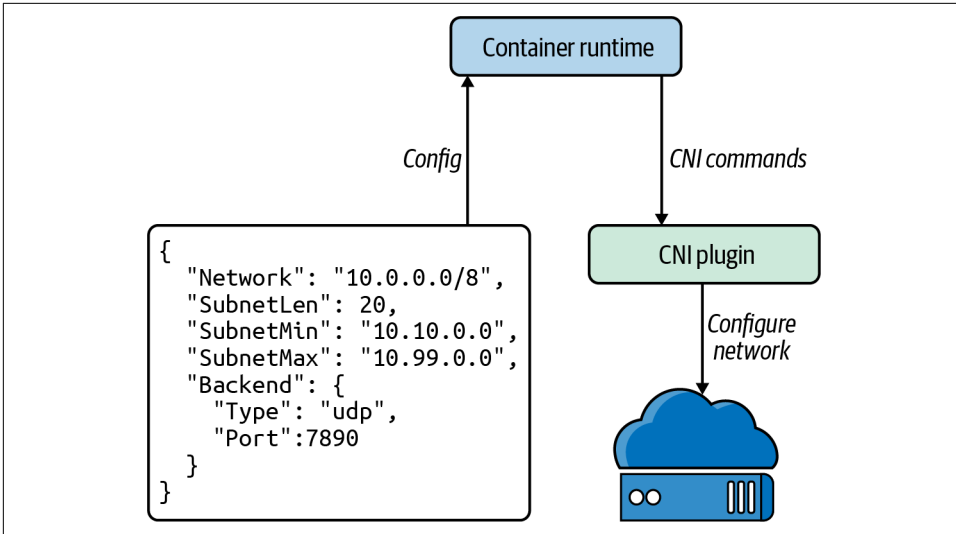 Container runtime
Config
CNI commands
{
  "Network": "10.0.0.0/8",
  "SubnetLen": 20,
  "SubnetMin": "10.10.0.0",
  "SubnetMax": "10.99.0.0",
  "Backend": {
    "Type": "udp",
    "Port":7890
  }
}
CNI plugin
Configure
network